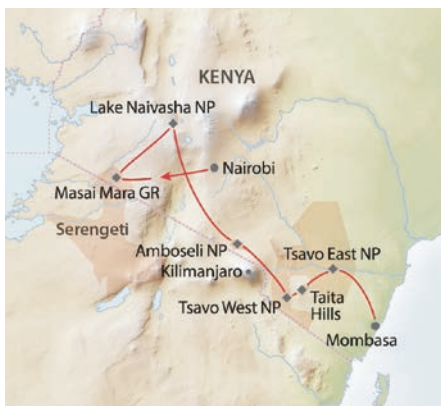 KENYA
Lake Naivasha NP
Nairobi
Masai Mara GR
Serengeti
Amboseli NP
Tsavo East NP
Kilimanjaro
Tsavo West NP
Taita
Hills
Mombasa